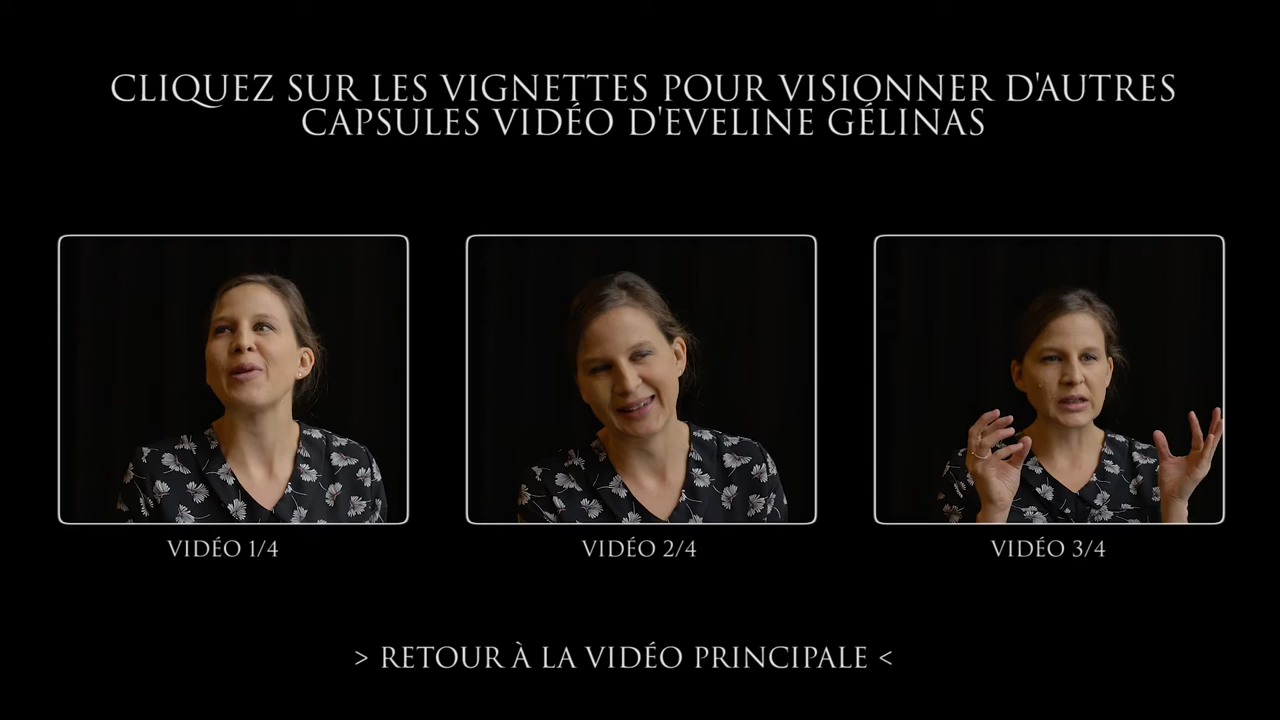 CLIQUEZ SUR LES VIGNETTES POUR VISIONNER D'AUTRES
CAPSULES VIDÉO D'EVELINE GÉLINAS
VIDÉO 1/4
VIDÉO 2/4
VIDÉO 3/4
> RETOUR À LA VIDÉO PRINCIPALE <